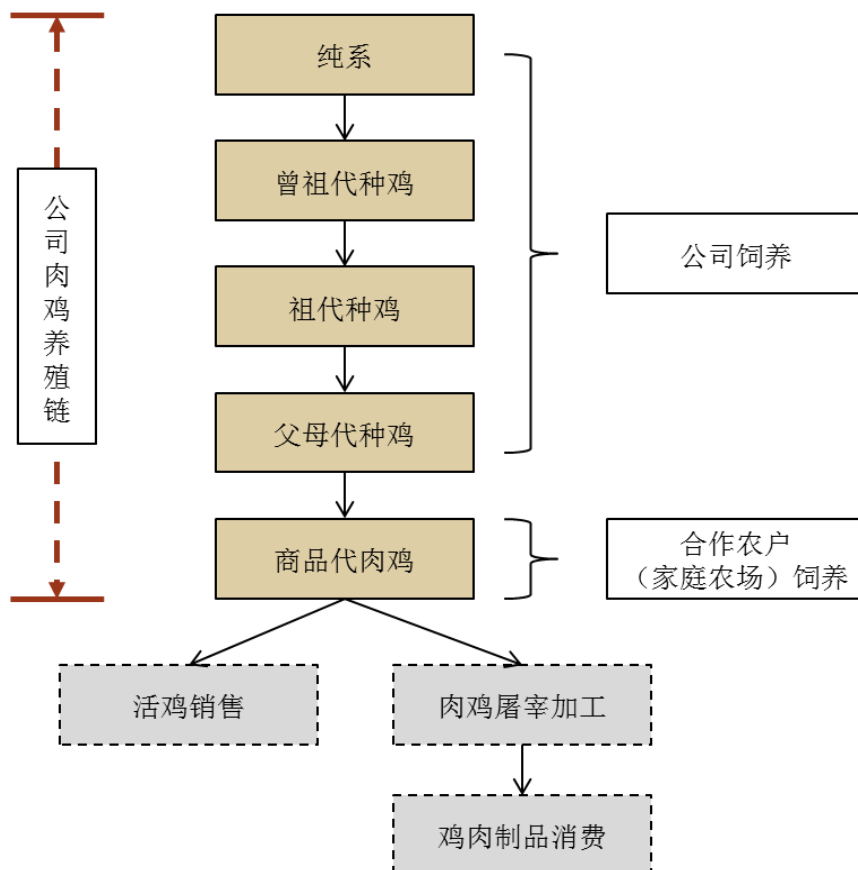 纯系
曾祖代种鸡
公司肉鸡养殖链
公司饲养
祖代种鸡
父母代种鸡
商品代肉鸡
合作农户
（家庭农场）饲养
活鸡销售
肉鸡屠宰加工
鸡肉制品消费